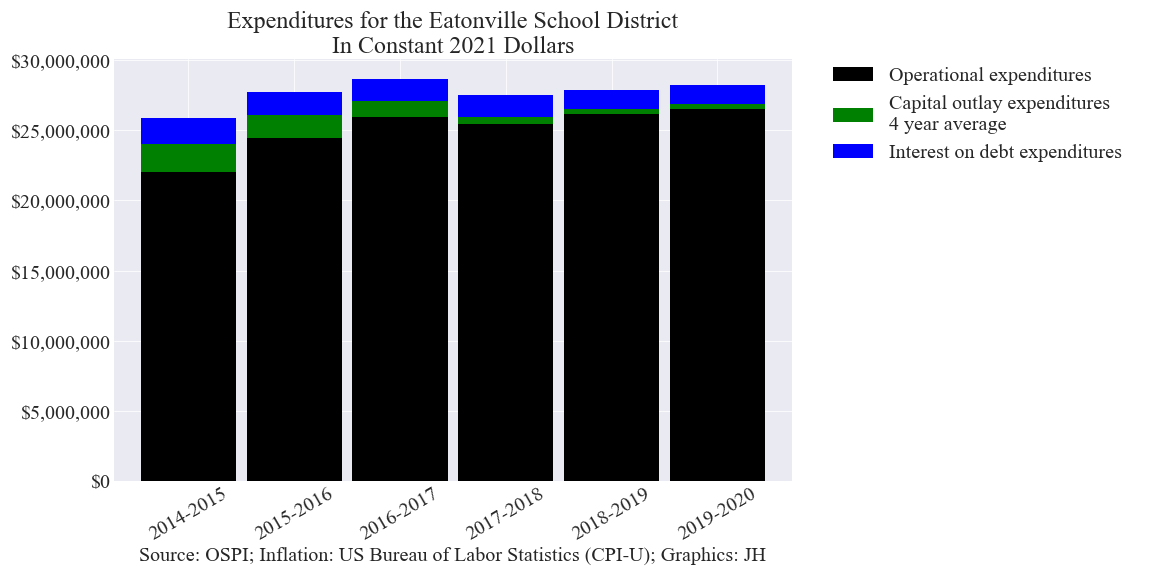 Expenditures for the Eatonville School District
In Constant 2021 Dollars
$30,000,000
$25,000,000
$20,000,000
$15,000,000
$10,000,000
$5,000,000
$0
2014-2015
2015-2016
2016-2017
2017-2018
2018-2019
2019-2020
Source: OSPI; Inflation: US Bureau of Labor Statistics (CPI-U); Graphics: JH
Operational expenditures
Capital outlay expenditures
4 year average
Interest on debt expenditures